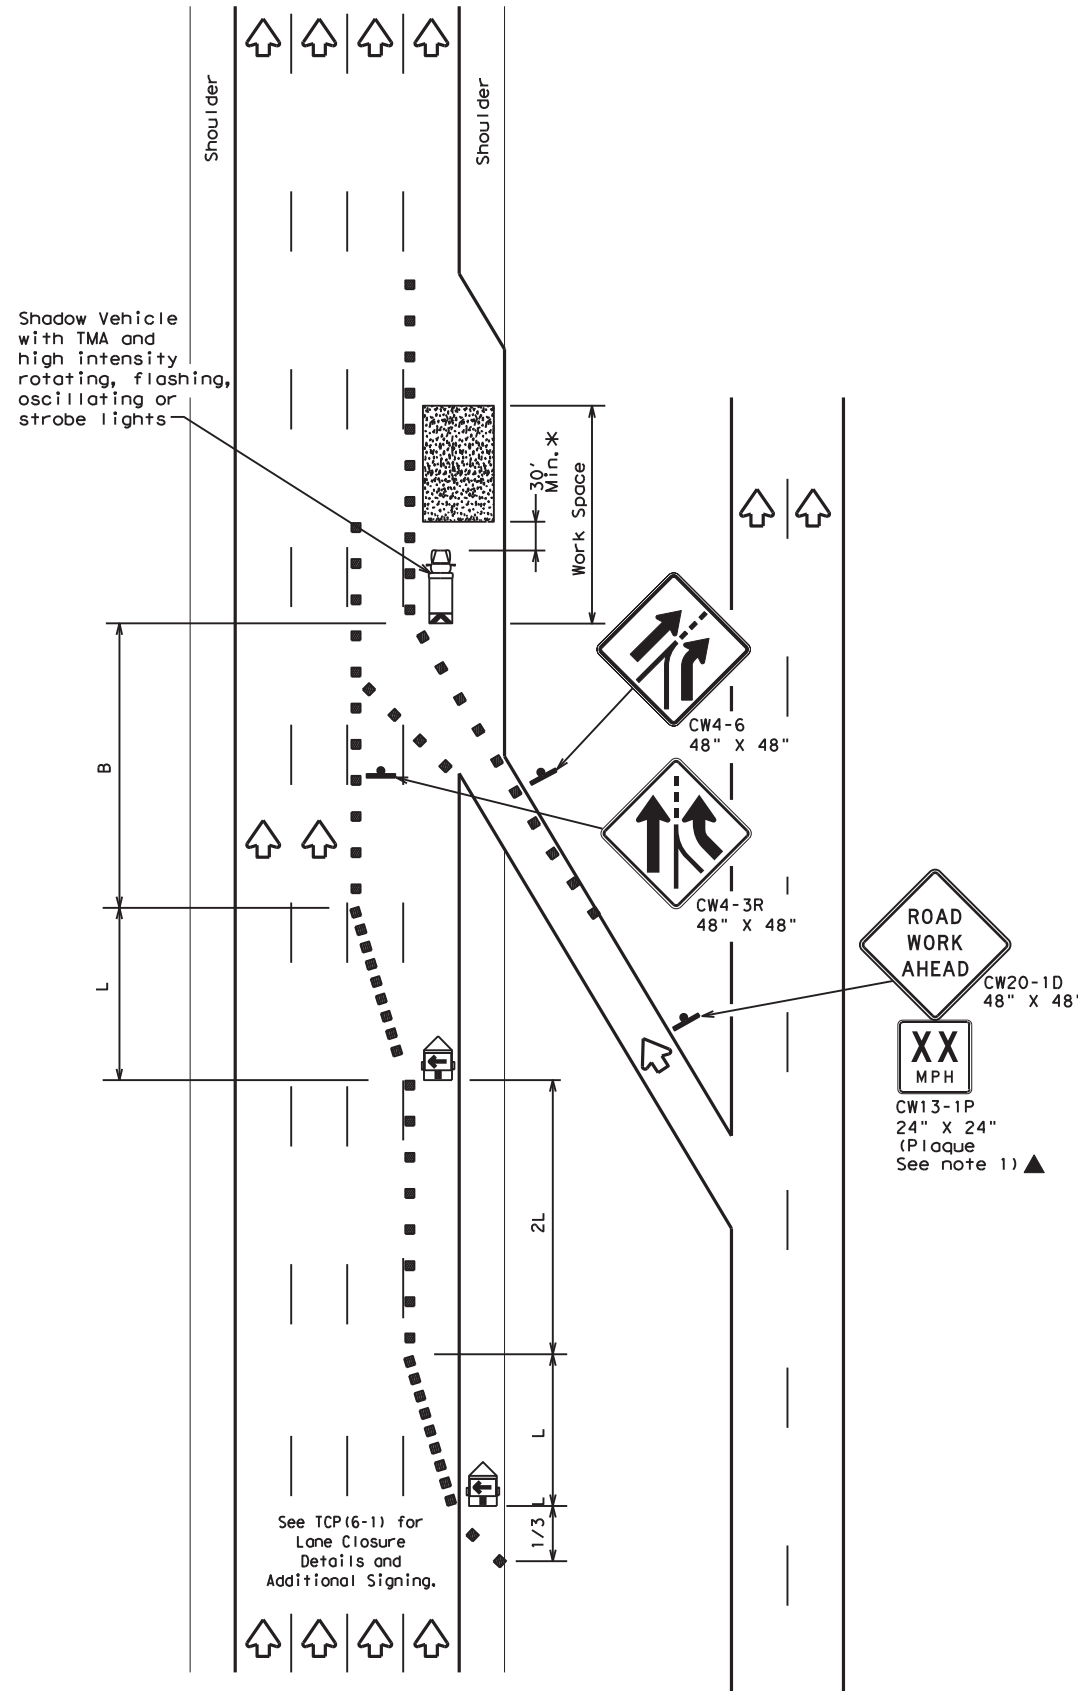 Shoulder
Shoulder
Shadow Vehicle
with TMA and
high intensity
rotating, flashing,
oscillating or
strobe lights
30'
Min.*
Work Space
CW4-6
48" X 48"
B
CW4-3R
48" X 48"
ROAD
WORK
AHEAD
CW20-1D
48" X 48"
XX
MPH
CW13-1P
24" X 24"
(Plaque
See note 1)▲
L
2L
L
1/3 L
See TCP(6-1) for
Lane Closure
Details and
Additional Signing.